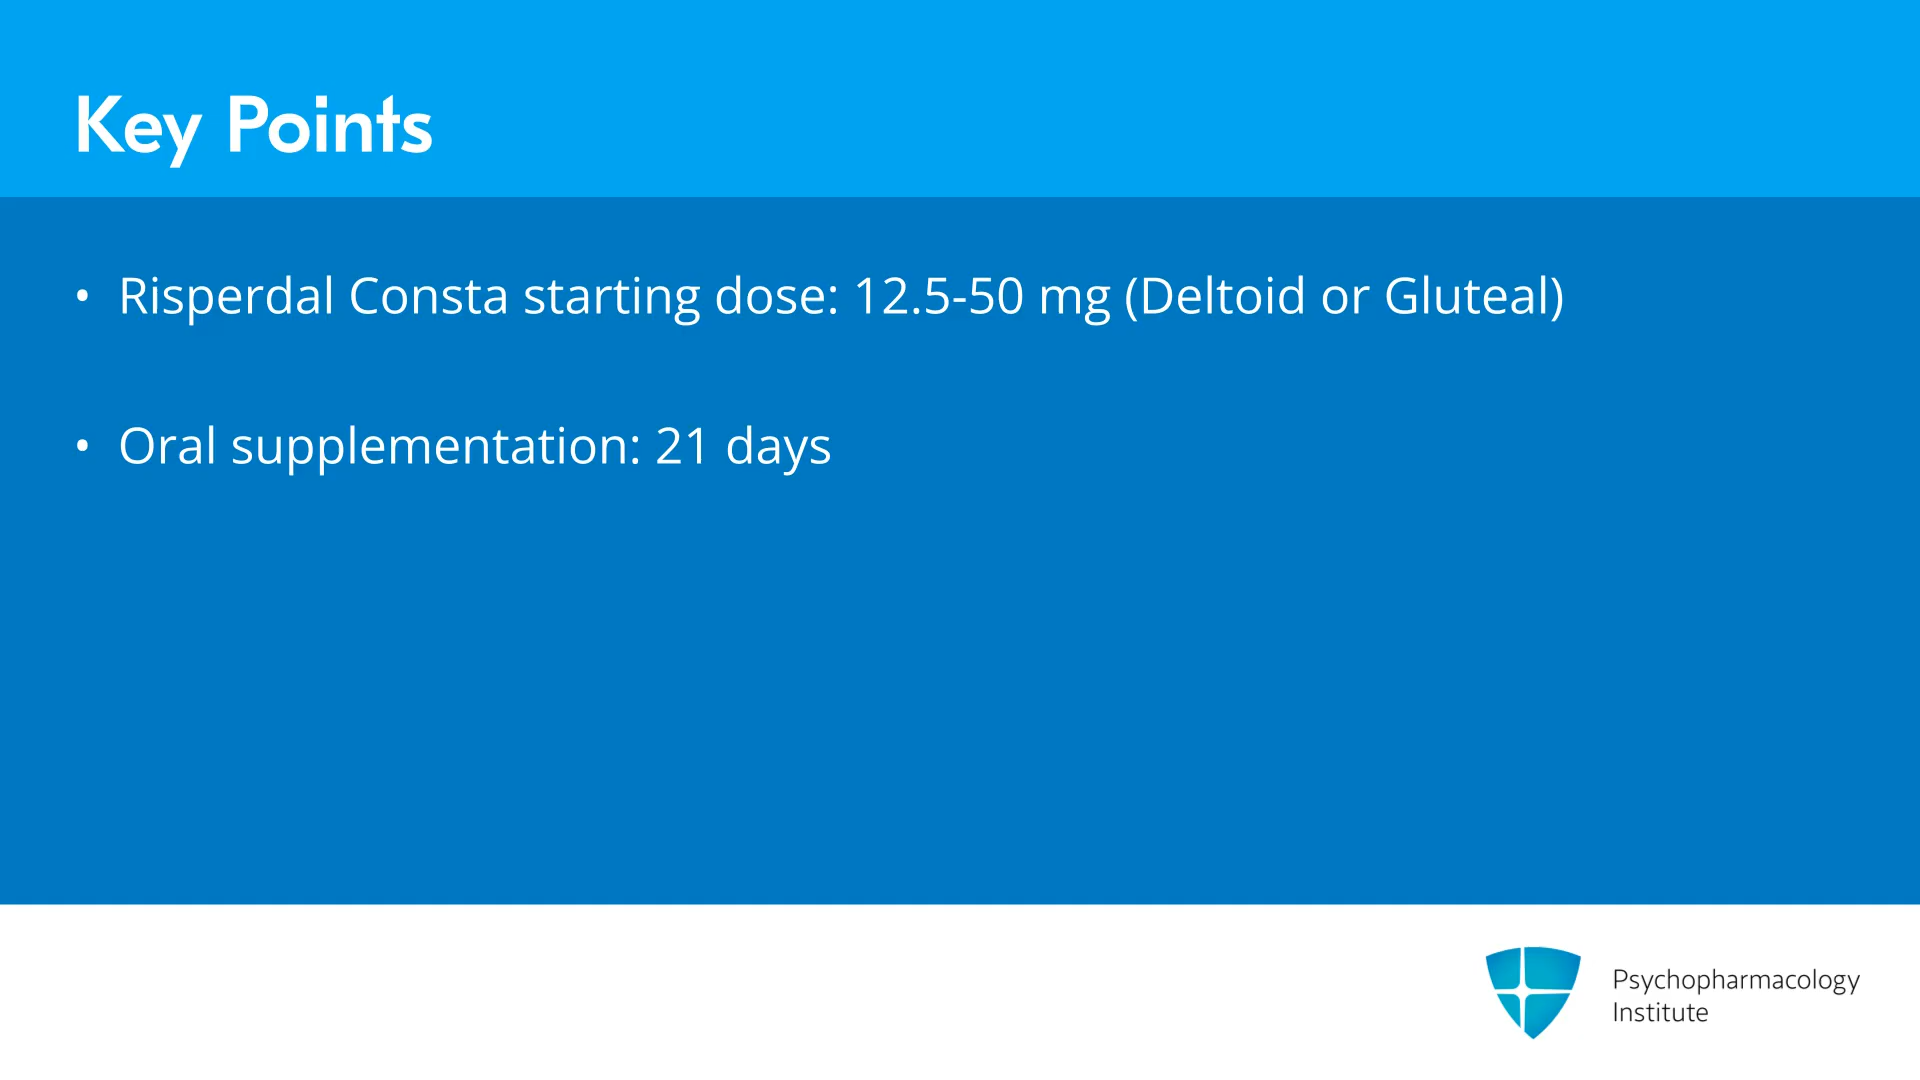 Key Points
• Risperdal Consta starting dose: 12.5-50 mg (Deltoid or Gluteal)
• Oral supplementation: 21 days
Psychopharmacology
Institute